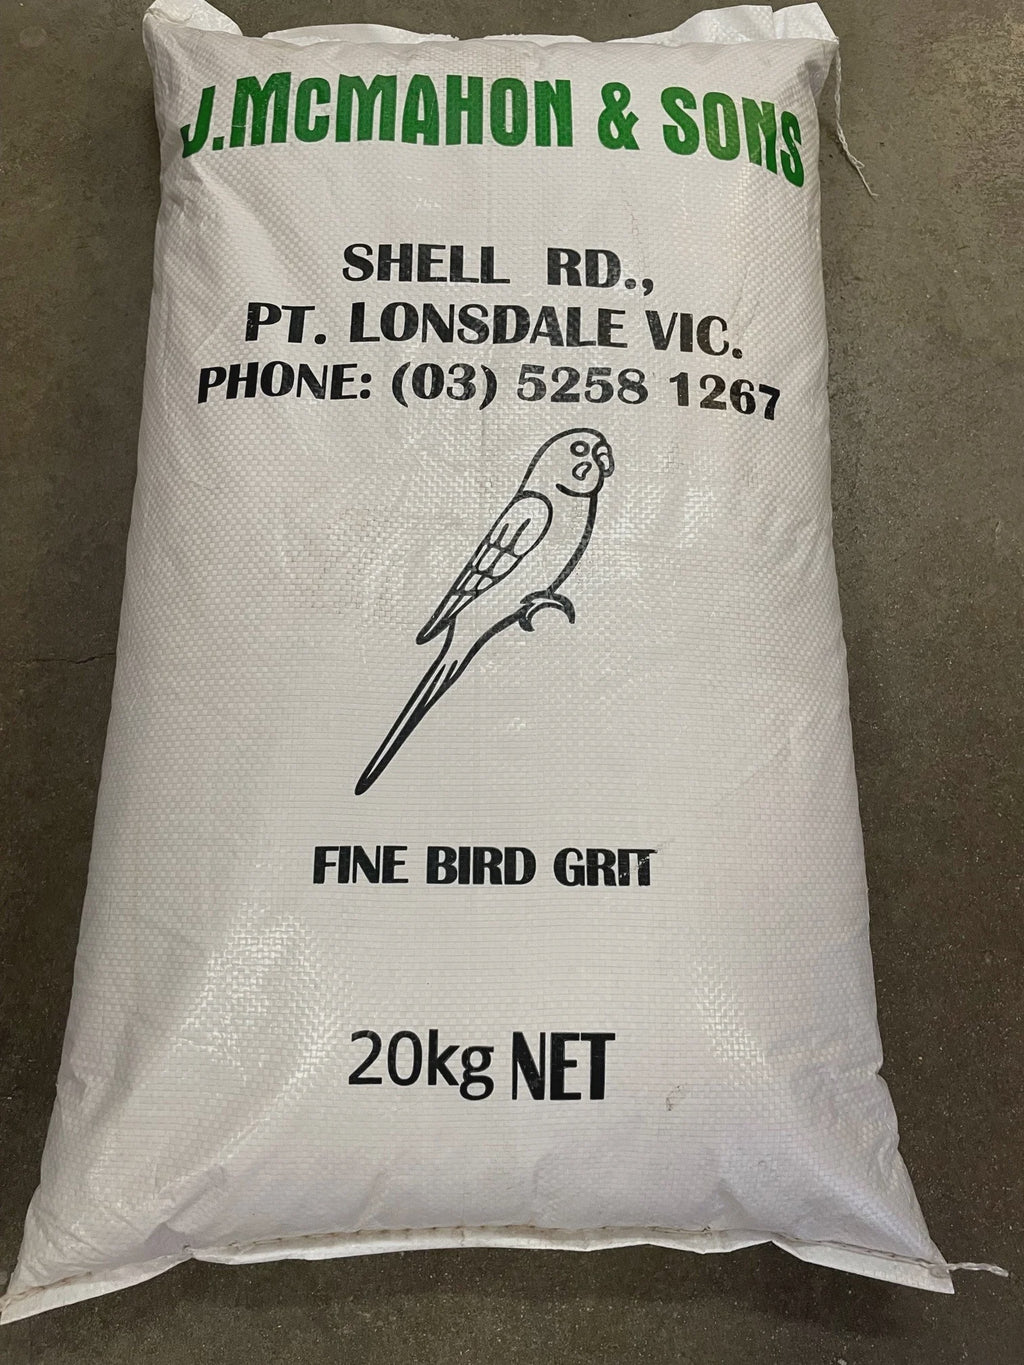 J.McMAHON & SONS
SHELL RD.,
PT. LONSDALE VIC.
PHONE: (03) 5258 1267
FINE BIRD GRIT
20kg NET